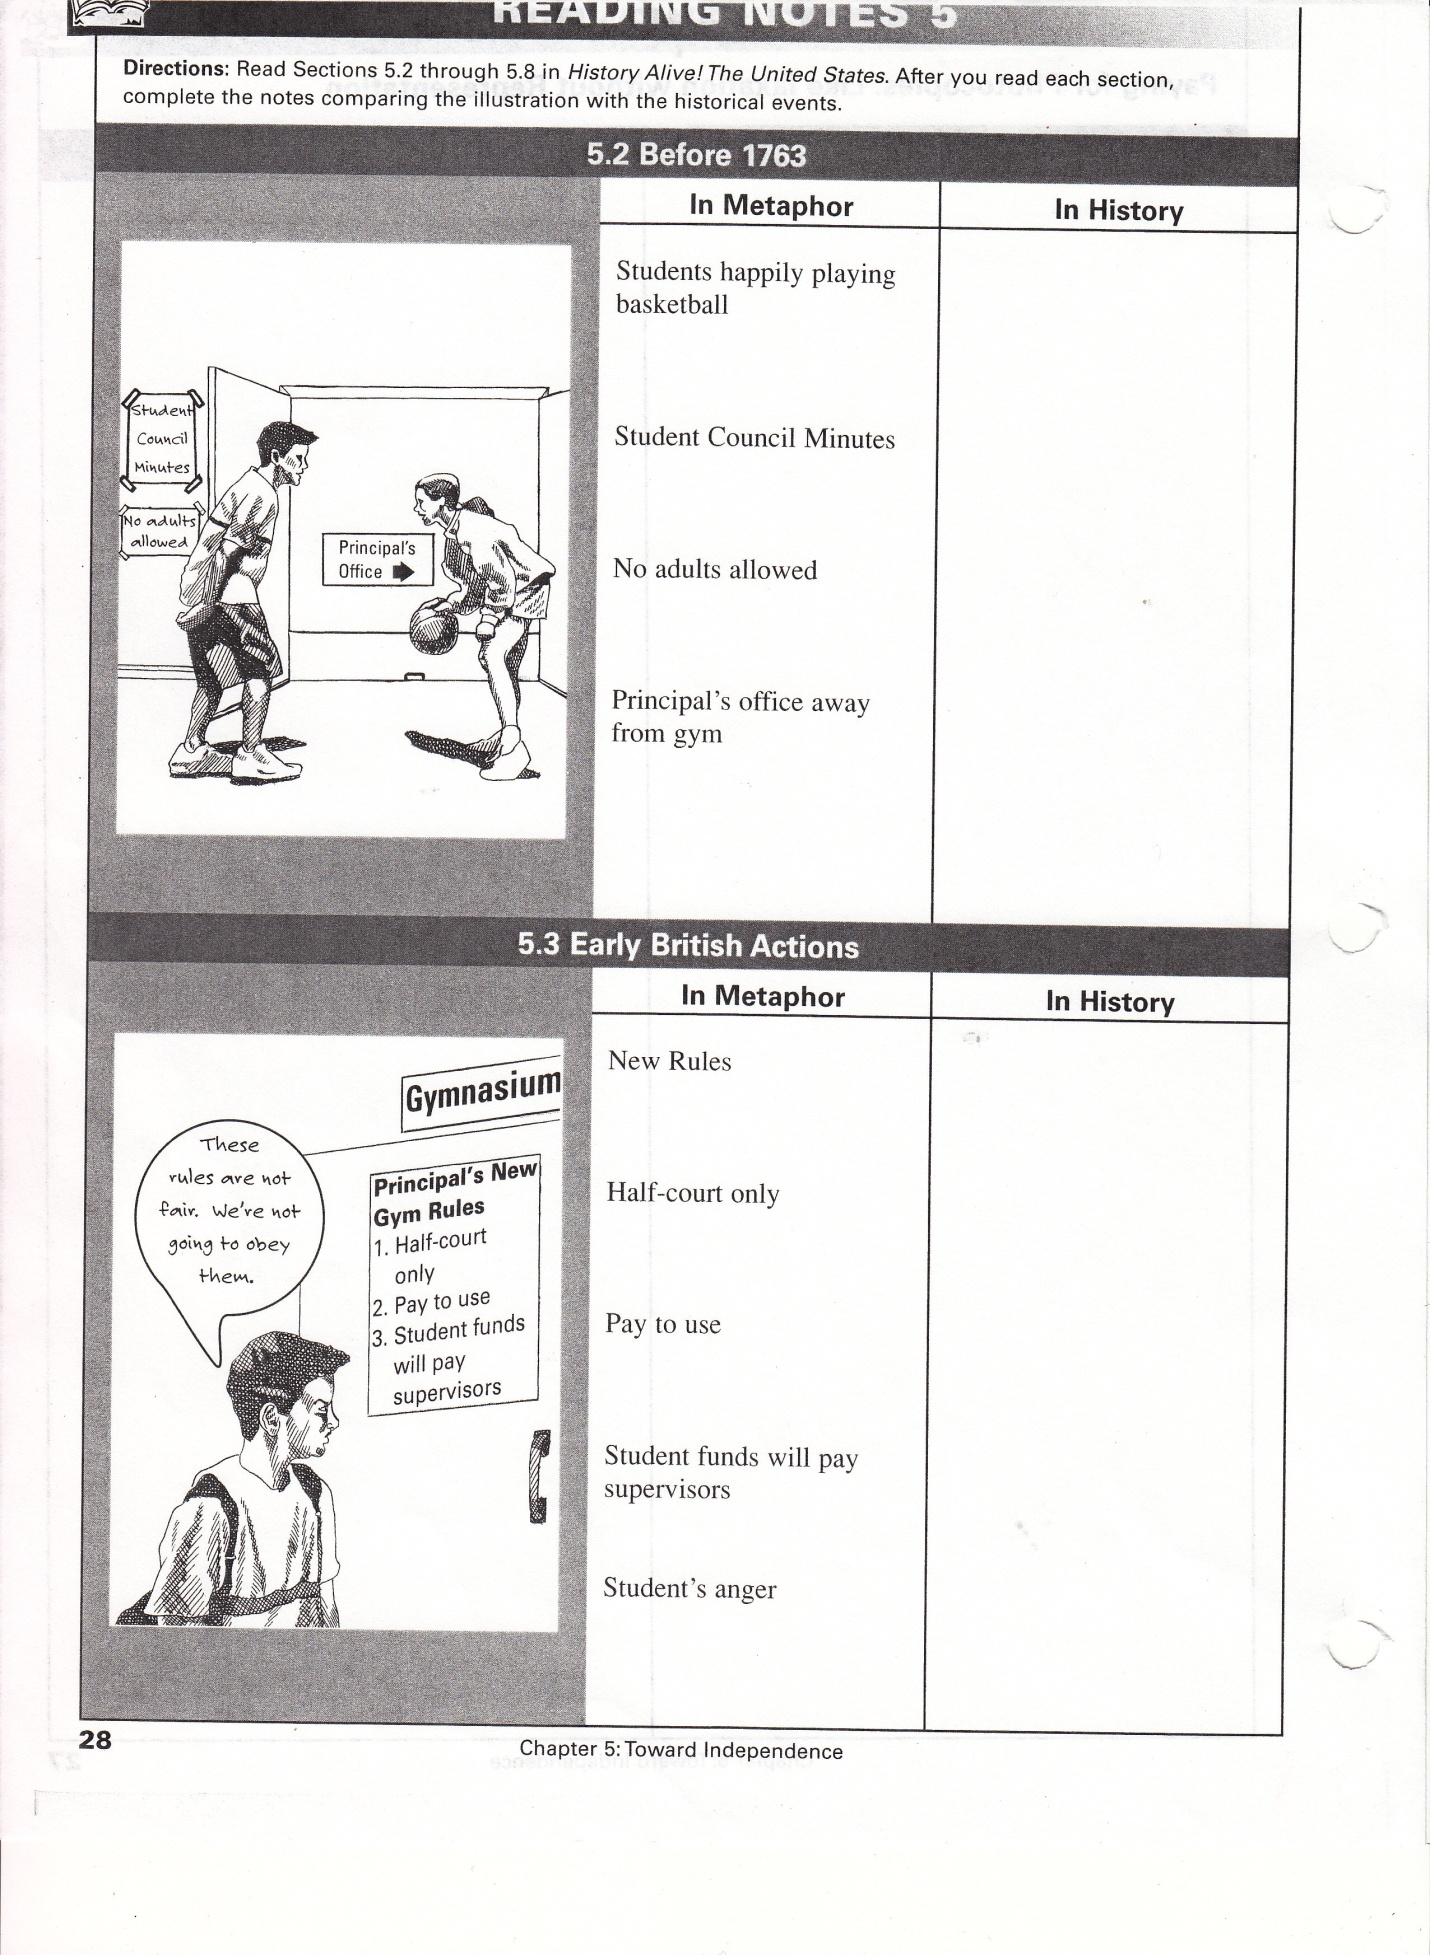 READING NOTES 5
Directions: Read Sections 5.2 through 5.8 in History Alive! The United States. After you read each section,
complete the notes comparing the illustration with the historical events.
5.2 Before 1763
In Metaphor
In History
Student
Council
Minutes
No adults
allowed
Principal's
Office
Students happily playing
basketball
Student Council Minutes
No adults allowed
Principal's office away
from gym
5.3 Early British Actions
In Metaphor
In History
Gymnasium
These
rules are not
fair. We're not
going to obey
them.
Principal's New
Gym Rules
1. Half-court
only
2. Pay to use
3. Student funds
will pay
supervisors
New Rules
Half-court only
Pay to use
Student funds will pay
supervisors
Student's anger
28
Chapter 5: Toward Independence